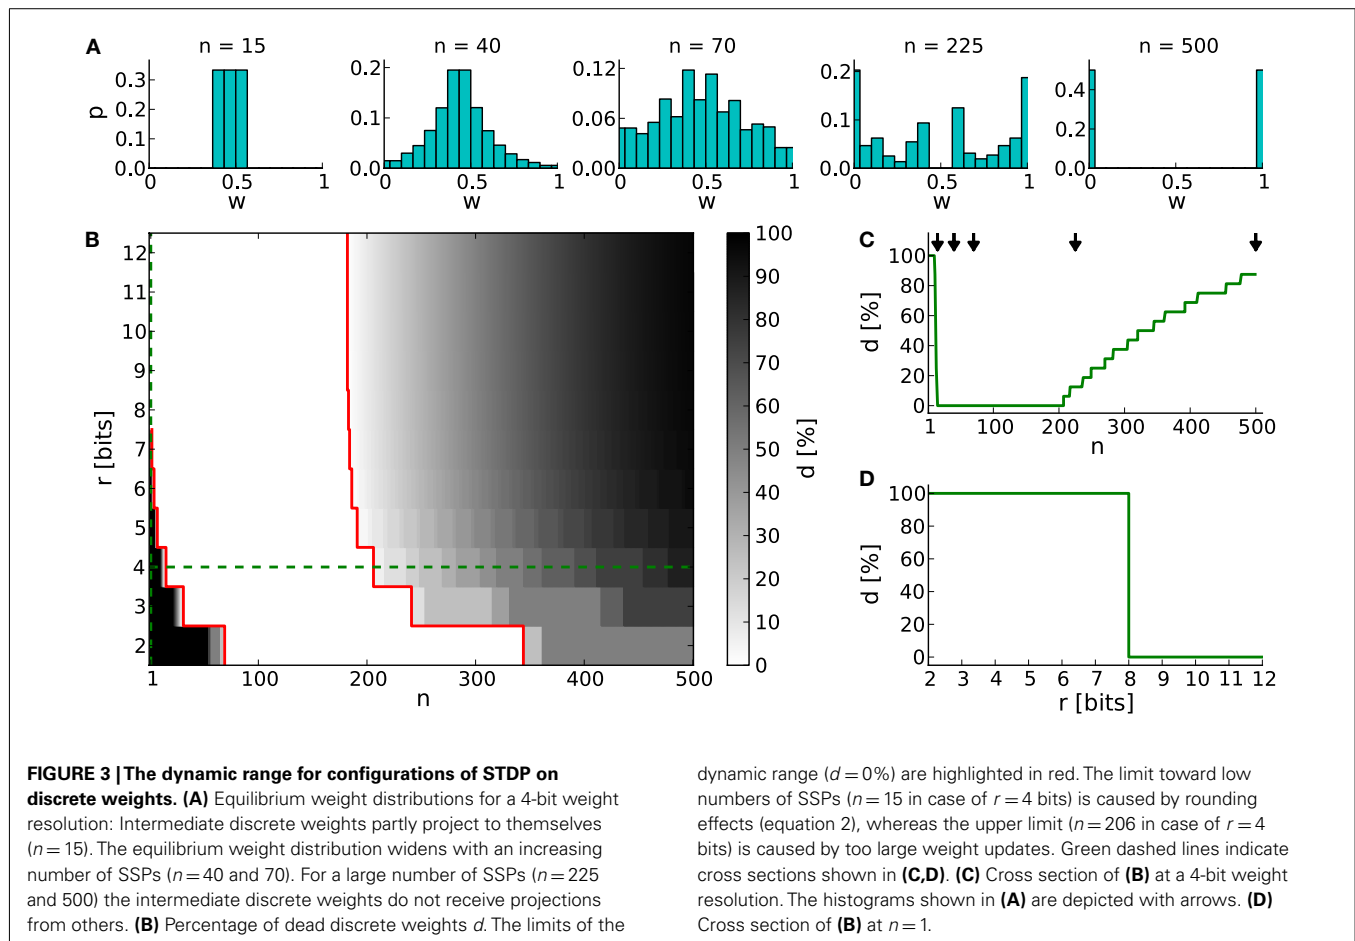 A
n = 15
n = 40
n = 70
n = 225
n = 500
p
0.3
0.2
0.1
0.0
0 0.5 1
w
0.2
0.1
0.0
0 0.5 1
w
0.12
0.06
0.00
0 0.5 1
w
0.2
0.1
0.0
0 0.5 1
w
0.4
0.2
0.0
0 0.5 1
w
B
r [bits]
12
11
10
9
8
7
6
5
4
3
2
1 100 200 300 400 500
n
100
90
80
70
60
50
40
30
20
10
0
d [%]
C
d [%]
100
80
60
40
20
0
1 100 200 300 400 500
n
D
d [%]
100
80
60
40
20
0
2 3 4 5 6 7 8 9 10 11 12
r [bits]
FIGURE 3 | The dynamic range for configurations of STDP on
discrete weights. (A) Equilibrium weight distributions for a 4-bit weight
resolution: Intermediate discrete weights partly project to themselves
(n = 15). The equilibrium weight distribution widens with an increasing
number of SSPs (n = 40 and 70). For a large number of SSPs (n = 225
and 500) the intermediate discrete weights do not receive projections
from others. (B) Percentage of dead discrete weights d. The limits of the
dynamic range (d = 0%) are highlighted in red. The limit toward low
numbers of SSPs (n = 15 in case of r = 4 bits) is caused by rounding
effects (equation 2), whereas the upper limit (n = 206 in case of r = 4
bits) is caused by too large weight updates. Green dashed lines indicate
cross sections shown in (C,D). (C) Cross section of (B) at a 4-bit weight
resolution. The histograms shown in (A) are depicted with arrows. (D)
Cross section of (B) at n = 1.